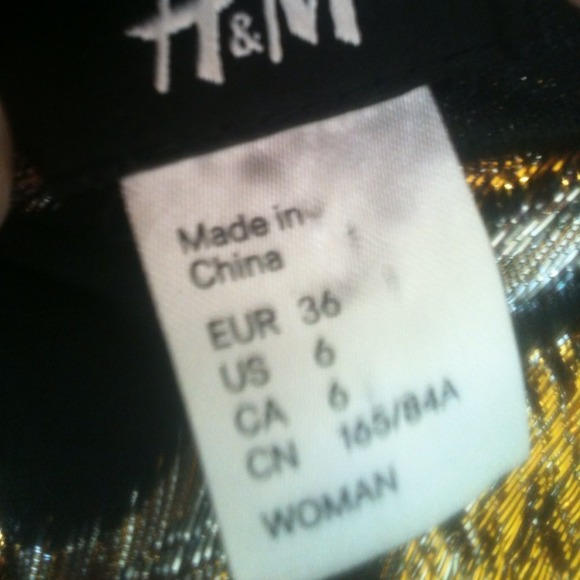 H&M
Made in
China
EUR 36
US 6
CA 6
CN 165/84A
WOMAN